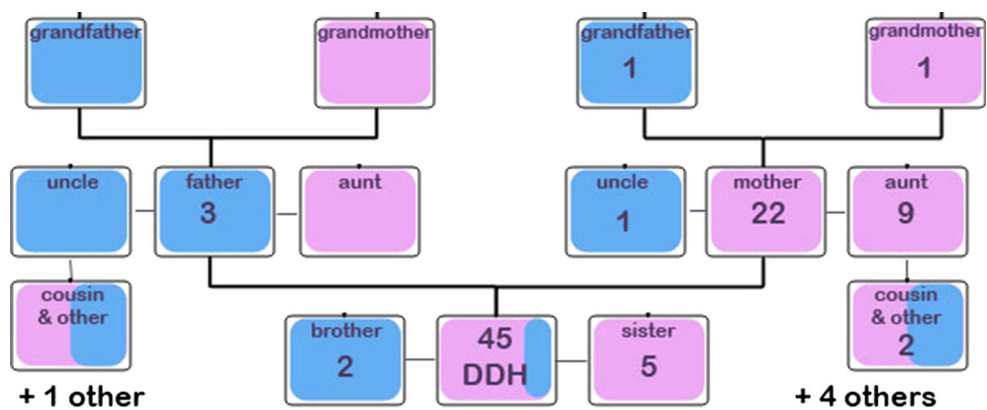 grandfather
grandmother
grandfather
1
grandmother
1
uncle
father
3
aunt
uncle
1
mother
22
aunt
9
cousin
& other
brother
2
45
DDH
sister
5
cousin
& other
2
+ 1 other
+ 4 others